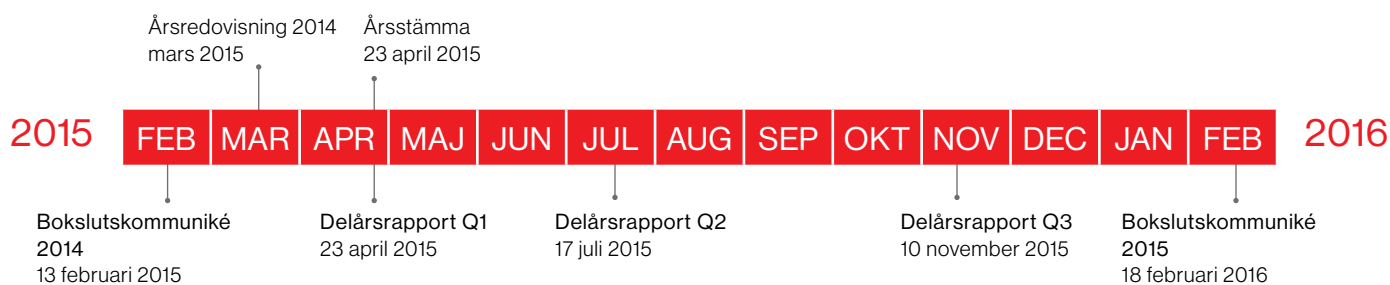 Årsredovisning 2014
mars 2015
Årsstämma
23 april 2015
2015 FEB MAR APR MAJ JUN JUL AUG SEP OKT NOV DEC JAN FEB 2016
Bokslutskommuniké
2014
13 februari 2015
Delårsrapport Q1
23 april 2015
Delårsrapport Q2
17 juli 2015
Delårsrapport Q3
10 november 2015
Bokslutskommuniké
2015
18 februari 2016